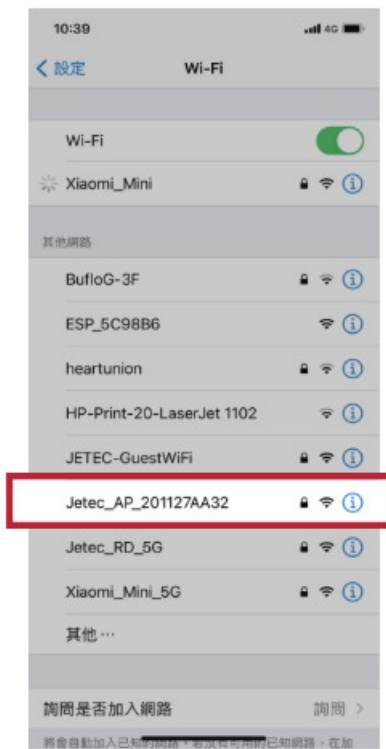 10:39
4G
設定
Wi-Fi
Wi-Fi
Xiaomi_Mini
其他網路
BufloG-3F
ESP_5C98B6
heartunion
HP-Print-20-LaserJet 1102
JETEC-GuestWiFi
Jetec_AP_201127AA32
Jetec_RD_5G
Xiaomi_Mini_5G
其他…
詢問是否加入網路
詢問
將會自動加入已知的網路。若沒有可用的已知網路，在加